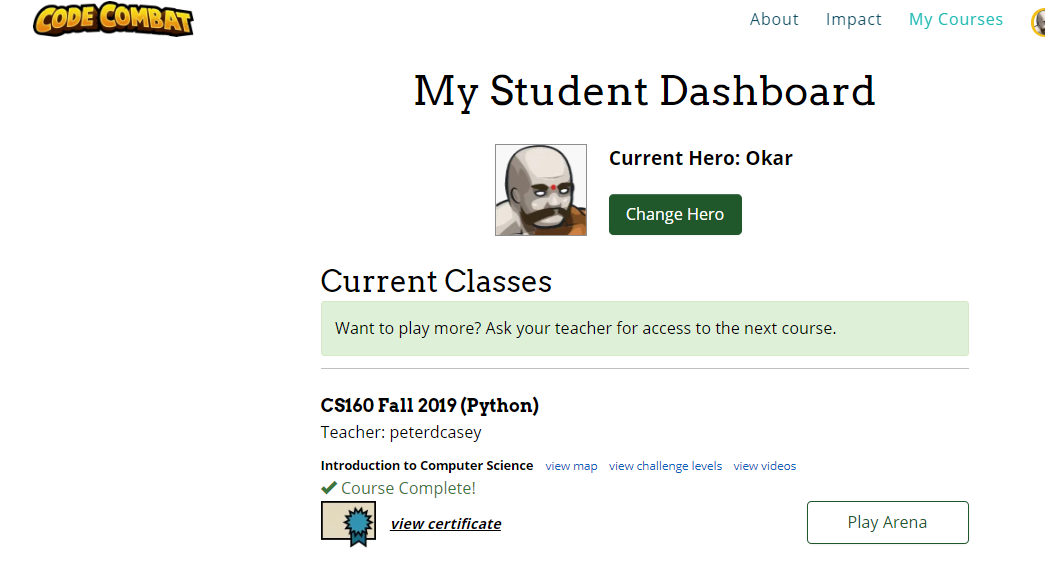 CODE COMBAT
About Impact My Courses
My Student Dashboard
Current Hero: Okar
Change Hero
Current Classes
Want to play more? Ask your teacher for access to the next course.
CS160 Fall 2019 (Python)
Teacher: peterdcasey
Introduction to Computer Science view map view challenge levels view videos
Course Complete!
view certificate
Play Arena